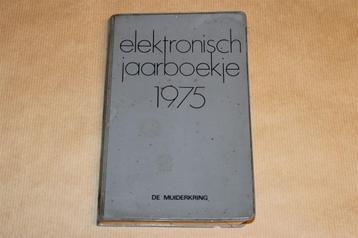 elektronisch
jaarboekje
1975
DE MUIDERKRING